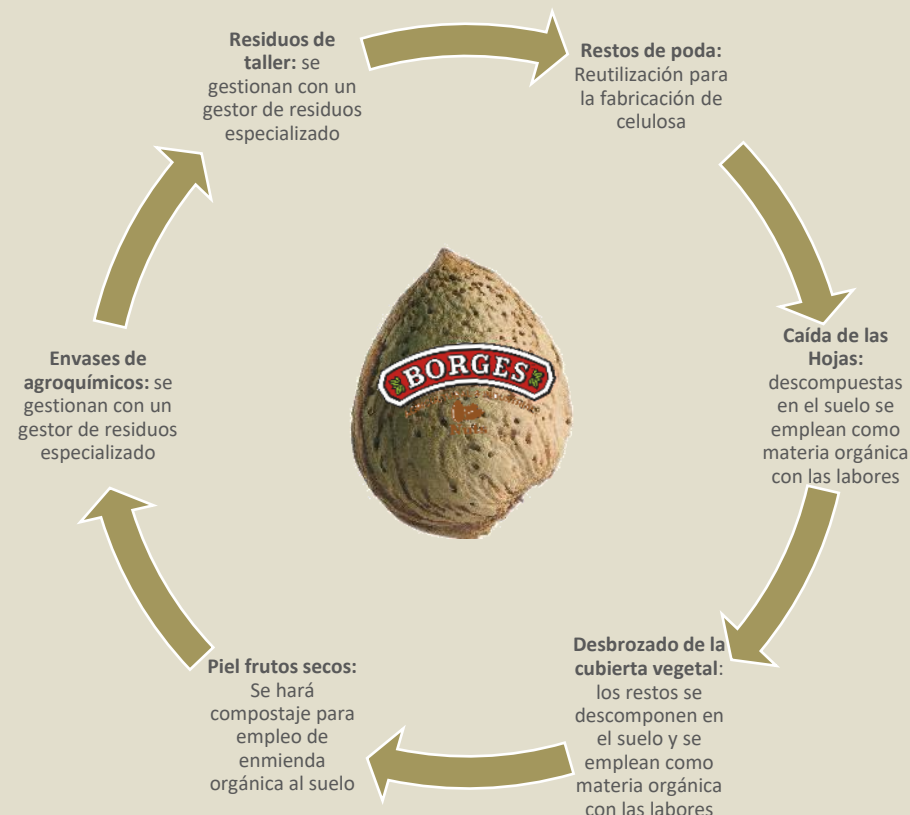 Residuos de
taller: se
gestionan con un
gestor de residuos
especializado
Restos de poda:
Reutilización para
la fabricación de
celulosa
Caída de las
Hojas:
descompuestas
en el suelo se
emplean como
materia orgánica
con las labores
Desbrozado de la
cubierta vegetal:
los restos se
descomponen en
el suelo y se
emplean como
materia orgánica
con las labores
Piel frutos secos:
Se hará
compostaje para
empleo de
enmienda
orgánica al suelo
Envases de
agroquímicos: se
gestionan con un
gestor de residuos
especializado
BORGES